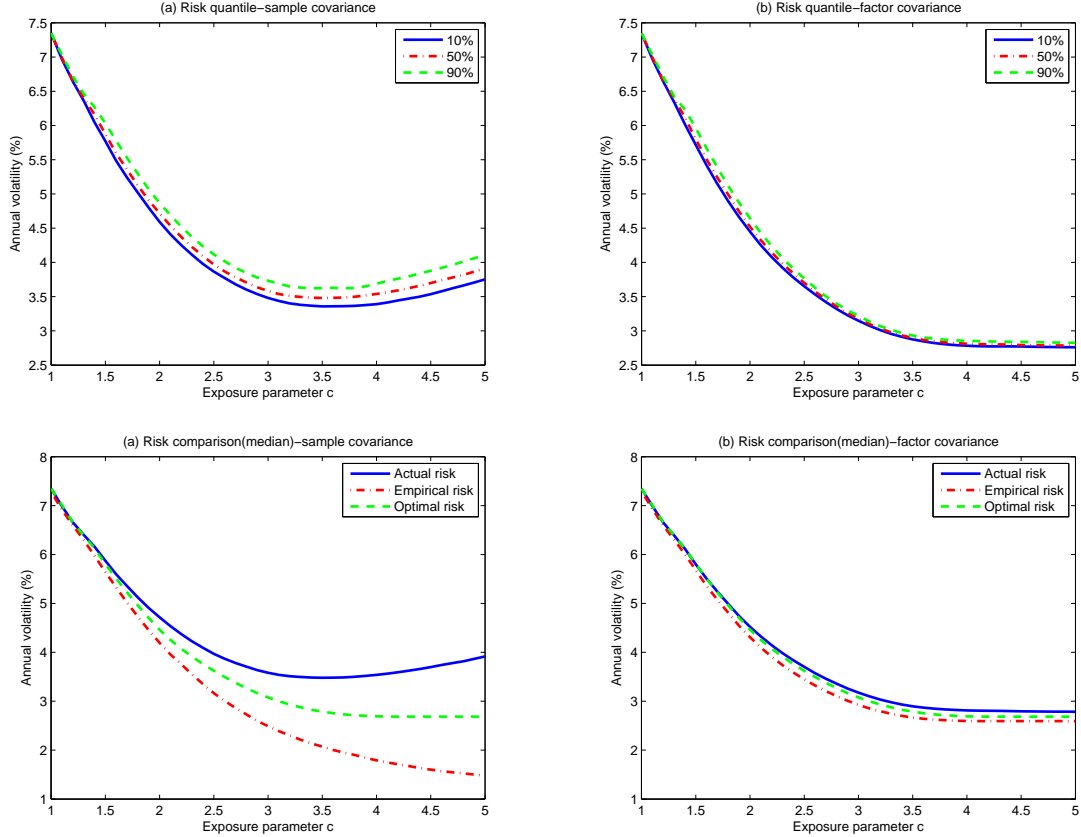 (a) Risk quantile−sample covariance
7.5
7
6.5
6
5.5
5
4.5
4
3.5
3
2.5
Annual volatility (%)
10%
50%
90%
1 1.5 2 2.5 3 3.5 4 4.5 5
Exposure parameter c
(b) Risk quantile−factor covariance
7.5
7
6.5
6
5.5
5
4.5
4
3.5
3
2.5
Annual volatility (%)
10%
50%
90%
1 1.5 2 2.5 3 3.5 4 4.5 5
Exposure parameter c
(a) Risk comparison(median)−sample covariance
8
7
6
5
4
3
2
1
Annual volatility (%)
Actual risk
Empirical risk
Optimal risk
1 1.5 2 2.5 3 3.5 4 4.5 5
Exposure parameter c
(b) Risk comparison(median)−factor covariance
8
7
6
5
4
3
2
1
Annual volatility (%)
Actual risk
Empirical risk
Optimal risk
1 1.5 2 2.5 3 3.5 4 4.5 5
Exposure parameter c